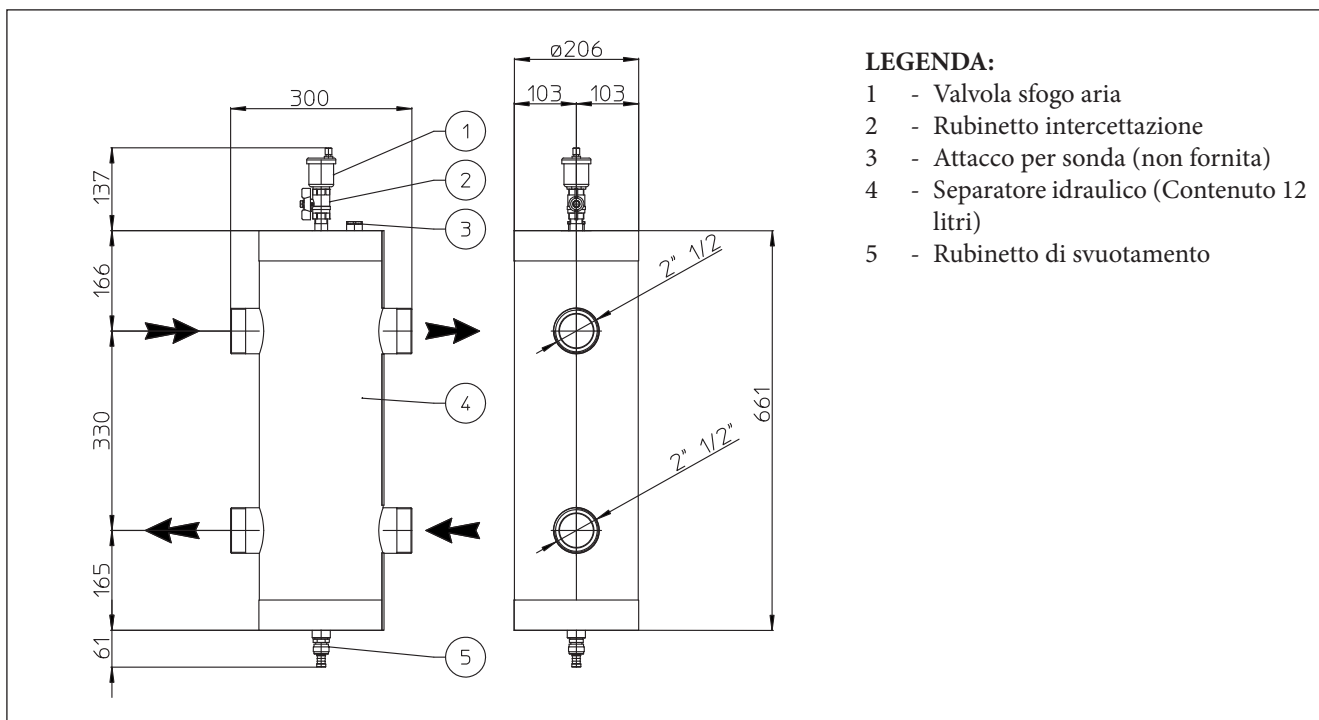 ø206
103 103
300
137
166
330
165
61
1
2
3
4
5
2" 1/2
2" 1/2"
661
LEGENDA:
1 - Valvola sfogo aria
2 - Rubinetto intercettazione
3 - Attacco per sonda (non fornita)
4 - Separatore idraulico (Contenuto 12
litri)
5 - Rubinetto di svuotamento